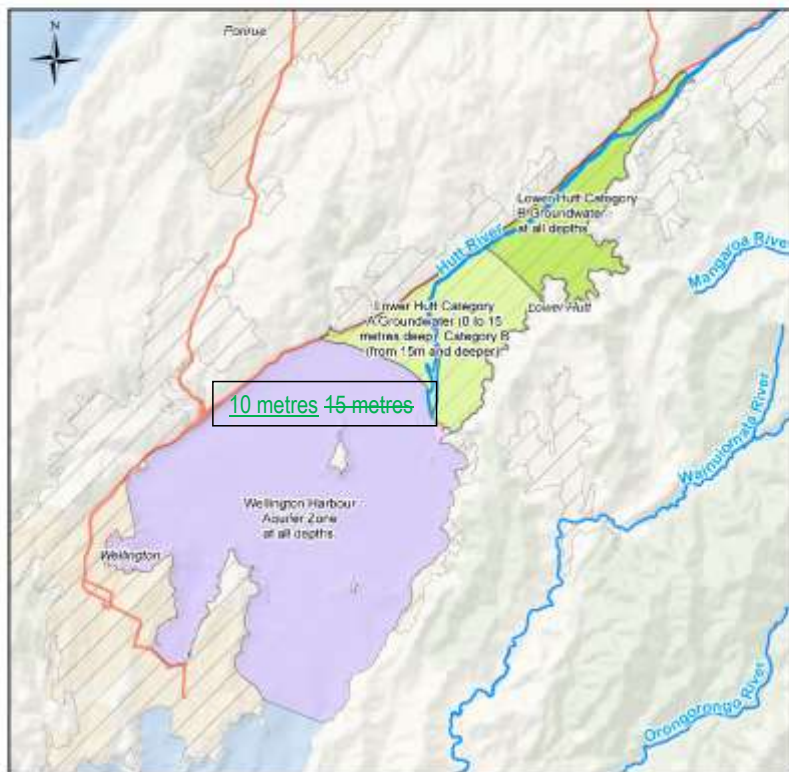 N
Porirua
Lower Hutt Category
B Groundwater
at all depths
Hutt River
Mangaroa River
Lower Hutt
Lower Hutt Category
A Groundwater (0 to 15
metres deep) Category B
(from 15m and deeper)
10 metres 15 metres
Wainuiomata River
Wellington Harbour
Aquifer Zone
at all depths
Wellington
Orongorongo River